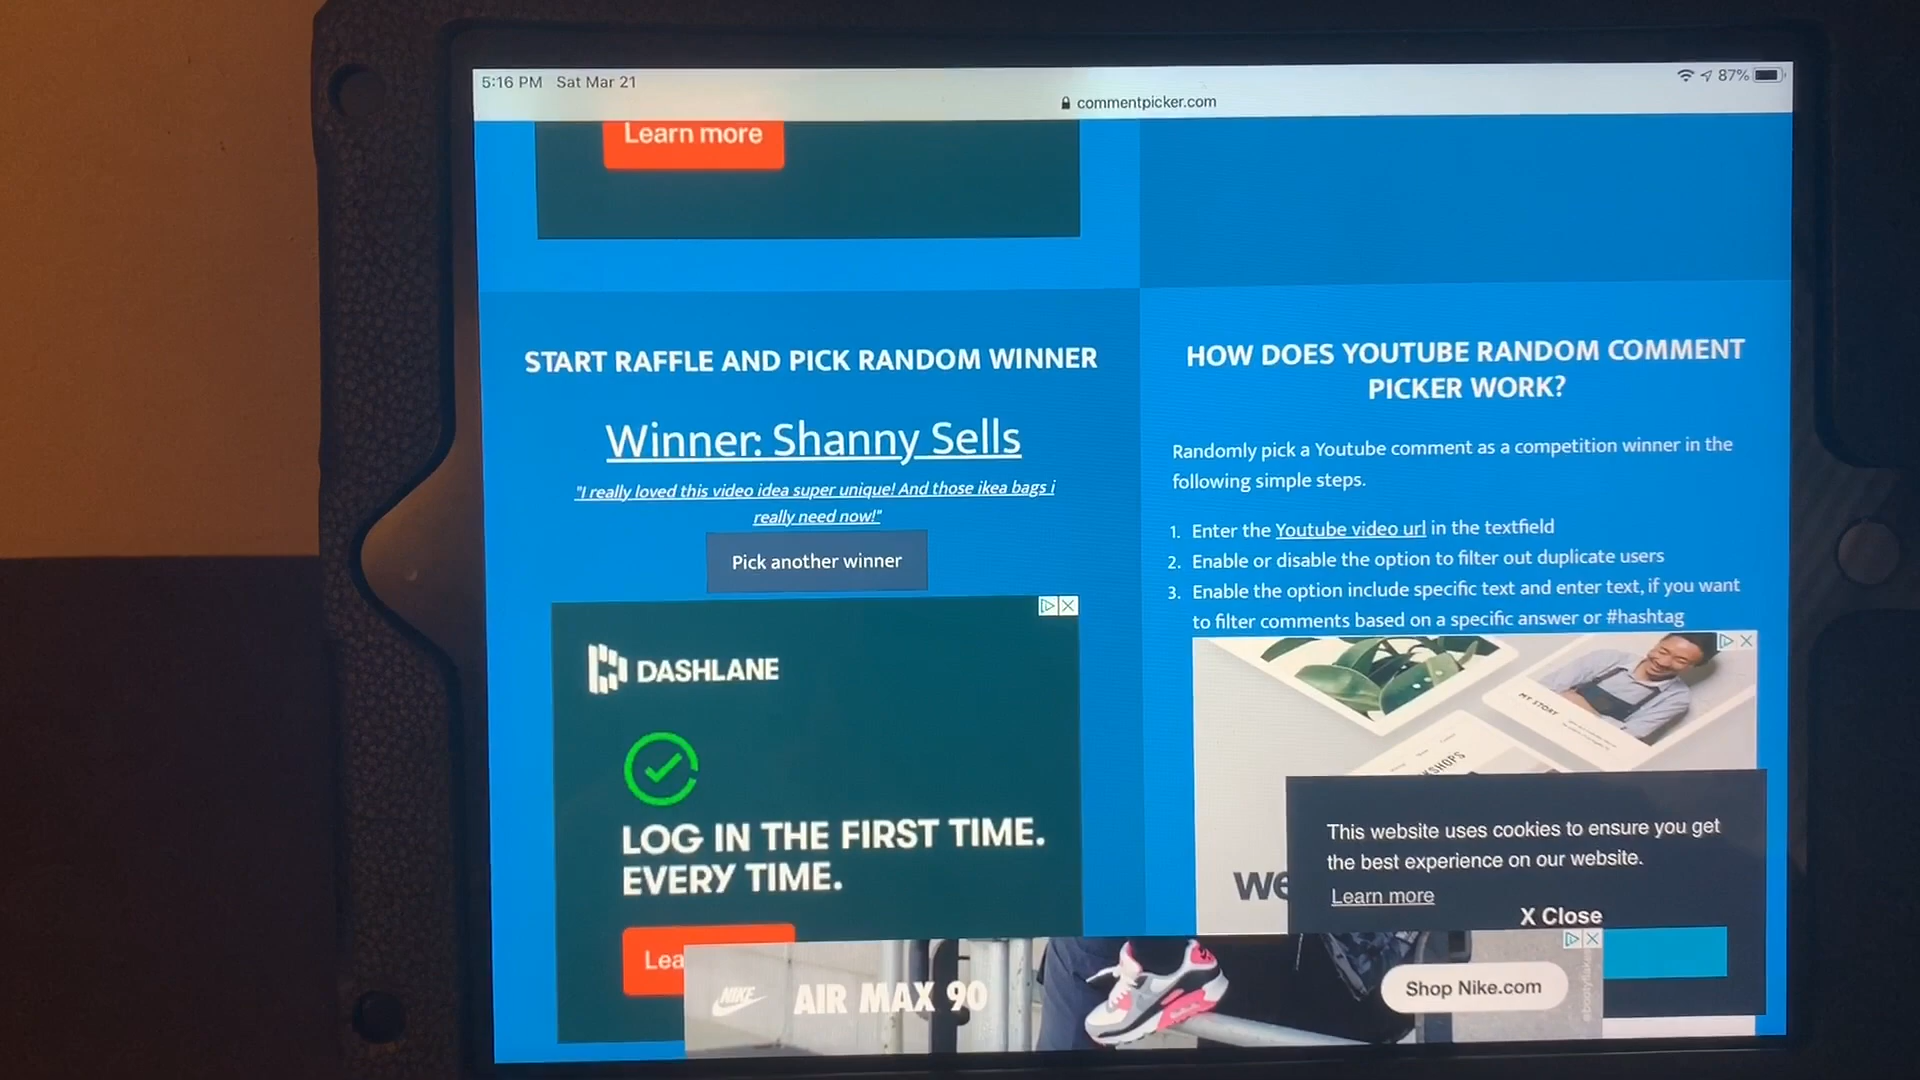 5:16 PM Sat Mar 21
87%
commentpicker.com
Learn more
START RAFFLE AND PICK RANDOM WINNER
Winner: Shanny Sells
"I really loved this video idea super unique! And those ikea bags i
really need now!"
Pick another winner
DASHLANE
LOG IN THE FIRST TIME.
EVERY TIME.
Lea
HOW DOES YOUTUBE RANDOM COMMENT
PICKER WORK?
Randomly pick a Youtube comment as a competition winner in the
following simple steps.
1. Enter the Youtube video url in the textfield
2. Enable or disable the option to filter out duplicate users
3. Enable the option include specific text and enter text, if you want
to filter comments based on a specific answer or #hashtag
MY STORY
KSHOPS
we
This website uses cookies to ensure you get
the best experience on our website.
Learn more
X Close
NIKE
AIR MAX 90
Shop Nike.com